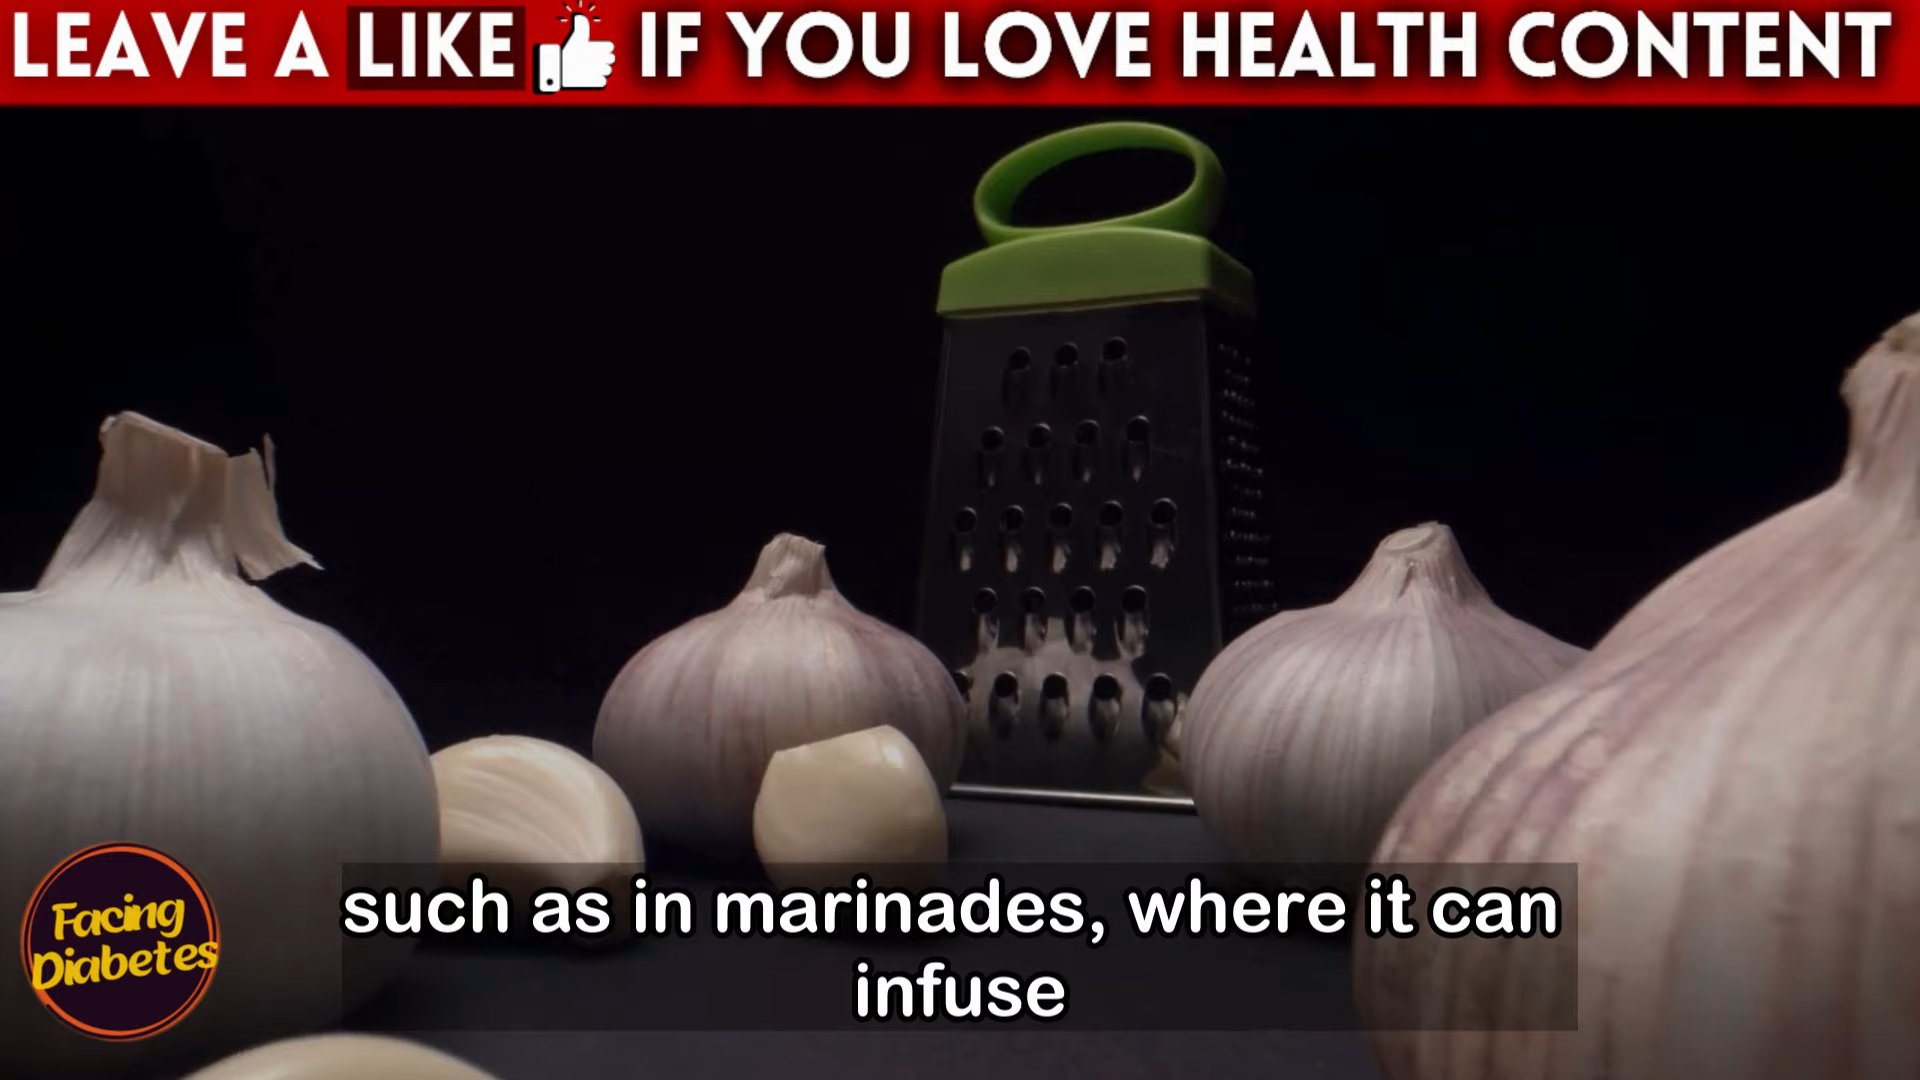 LEAVE A LIKE IF YOU LOVE HEALTH CONTENT
such as in marinades, where it can
infuse
Facing
Diabetes